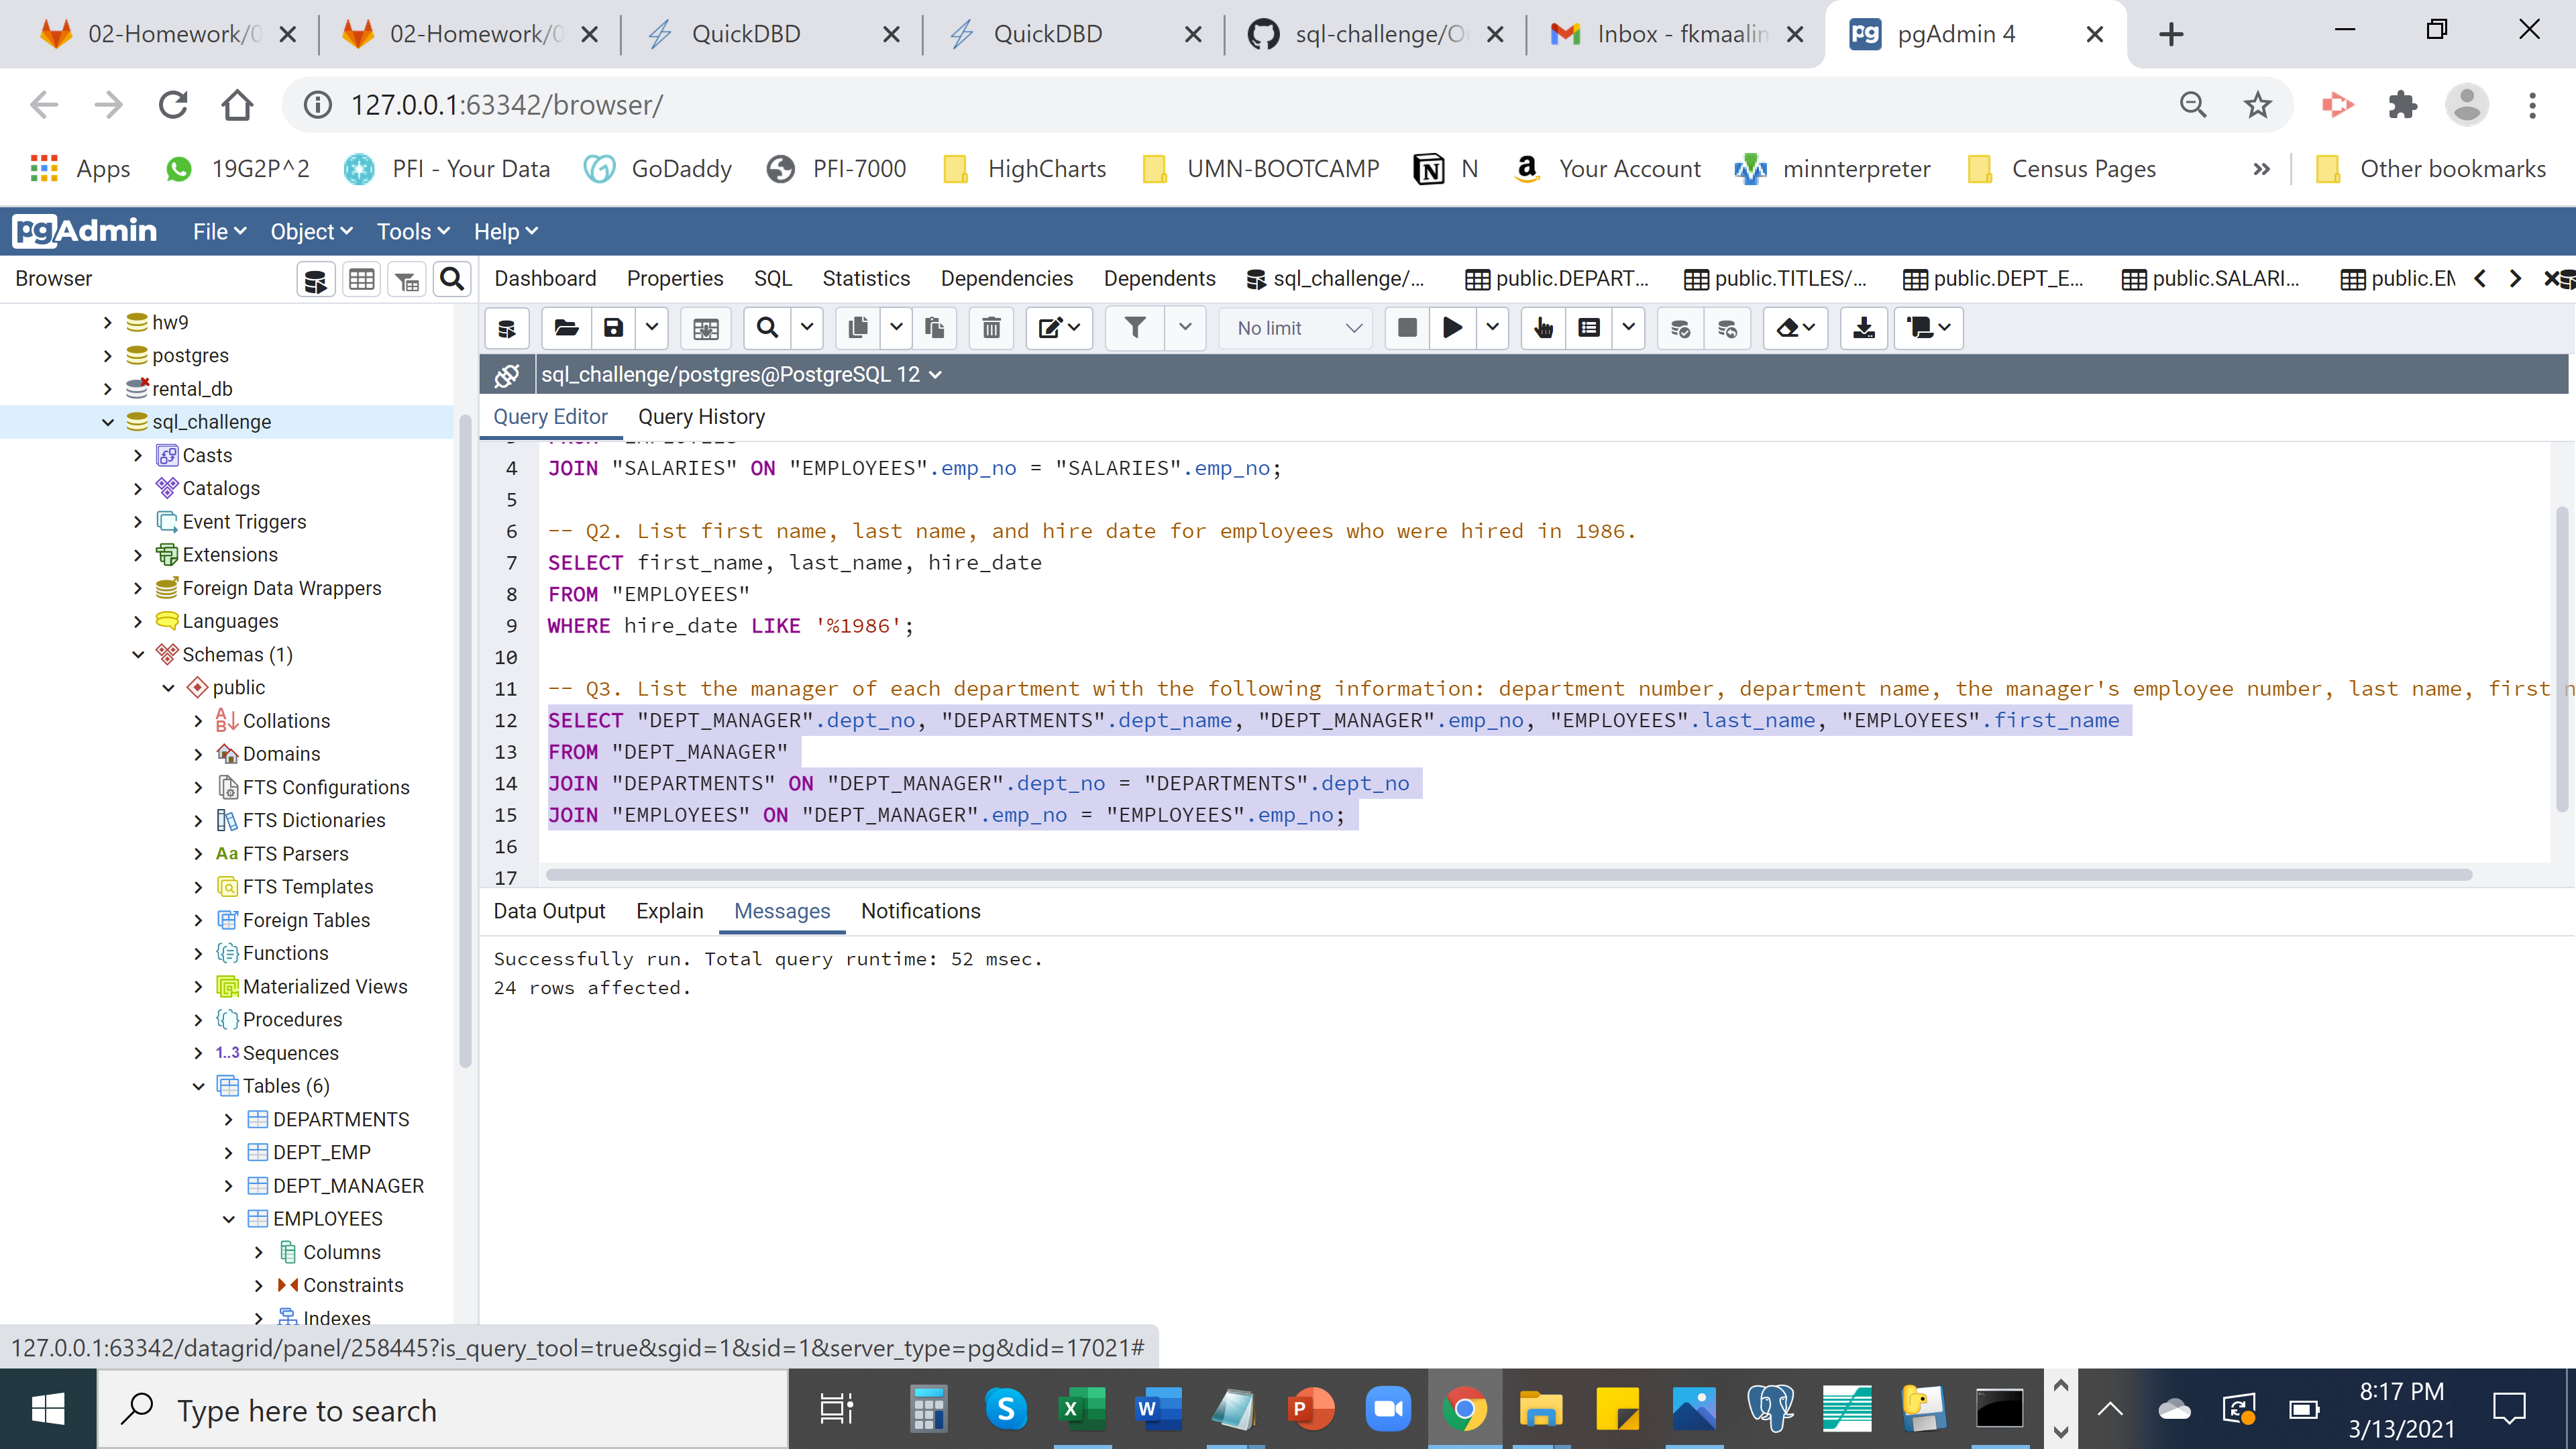 02-Homework/0
02-Homework/0
QuickDBD
QuickDBD
sql-challenge/O
Inbox - fkmaalin
pgAdmin 4
127.0.0.1:63342/browser/
Apps
19G2P^2
PFI - Your Data
GoDaddy
PFI-7000
HighCharts
UMN-BOOTCAMP
N
Your Account
minnterpreter
Census Pages
»
Other bookmarks
pgAdmin
File
Object
Tools
Help
Browser
Dashboard
Properties
SQL
Statistics
Dependencies
Dependents
sql_challenge/...
public.DEPART...
public.TITLES/...
public.DEPT_E...
public.SALARI...
public.EM
No limit
sql_challenge/postgres@PostgreSQL 12
Query Editor
Query History
hw9
postgres
rental_db
sql_challenge
Casts
Catalogs
Event Triggers
Extensions
Foreign Data Wrappers
Languages
Schemas (1)
public
Collations
Domains
FTS Configurations
FTS Dictionaries
FTS Parsers
FTS Templates
Foreign Tables
Functions
Materialized Views
Procedures
1..3 Sequences
Tables (6)
DEPARTMENTS
DEPT_EMP
DEPT_MANAGER
EMPLOYEES
Columns
Constraints
Indexes
4 JOIN "SALARIES" ON "EMPLOYEES".emp_no = "SALARIES".emp_no;
5
6 -- Q2. List first name, last name, and hire date for employees who were hired in 1986.
7 SELECT first_name, last_name, hire_date
8 FROM "EMPLOYEES"
9 WHERE hire_date LIKE '%1986';
10
11 -- Q3. List the manager of each department with the following information: department number, department name, the manager's employee number, last name, first n
12 SELECT "DEPT_MANAGER".dept_no, "DEPARTMENTS".dept_name, "DEPT_MANAGER".emp_no, "EMPLOYEES".last_name, "EMPLOYEES".first_name
13 FROM "DEPT_MANAGER"
14 JOIN "DEPARTMENTS" ON "DEPT_MANAGER".dept_no = "DEPARTMENTS".dept_no
15 JOIN "EMPLOYEES" ON "DEPT_MANAGER".emp_no = "EMPLOYEES".emp_no;
16
17
Data Output
Explain
Messages
Notifications
Successfully run. Total query runtime: 52 msec.
24 rows affected.
127.0.0.1:63342/datagrid/panel/258445?is_query_tool=true&sgid=1&sid=1&server_type=pg&did=17021#
Type here to search
8:17 PM
3/13/2021